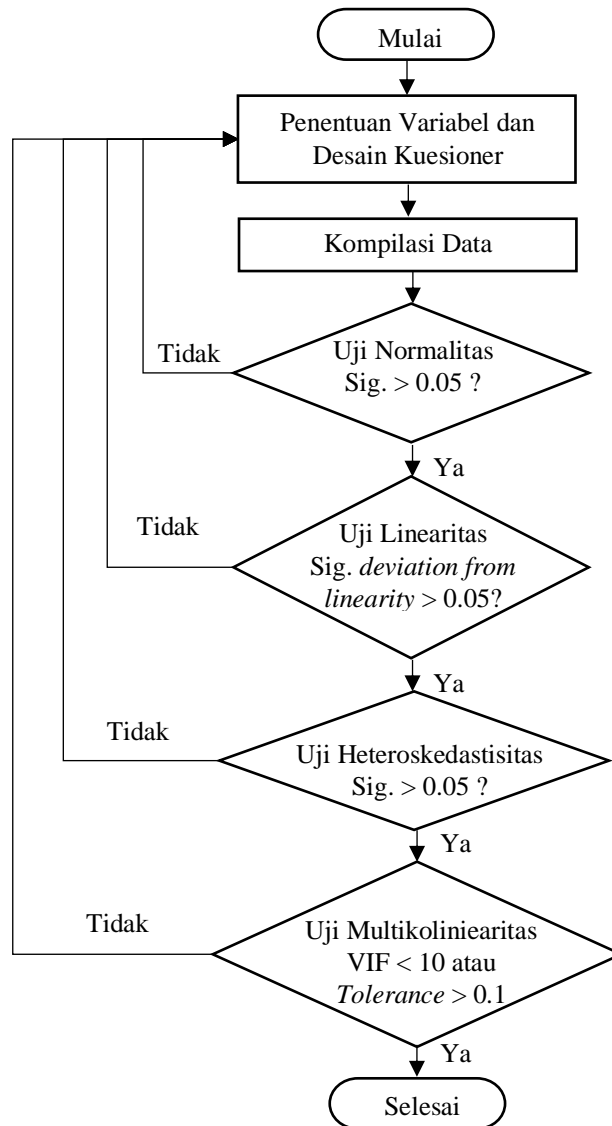 Mulai
Penentuan Variabel dan
Desain Kuesioner
Kompilasi Data
Tidak
Uji Normalitas
Sig. > 0.05 ?
Ya
Tidak
Uji Linearitas
Sig. deviation from
linearity > 0.05?
Ya
Tidak
Uji Heteroskedastisitas
Sig. > 0.05 ?
Ya
Tidak
Uji Multikoliniearitas
VIF < 10 atau
Tolerance > 0.1
Ya
Selesai